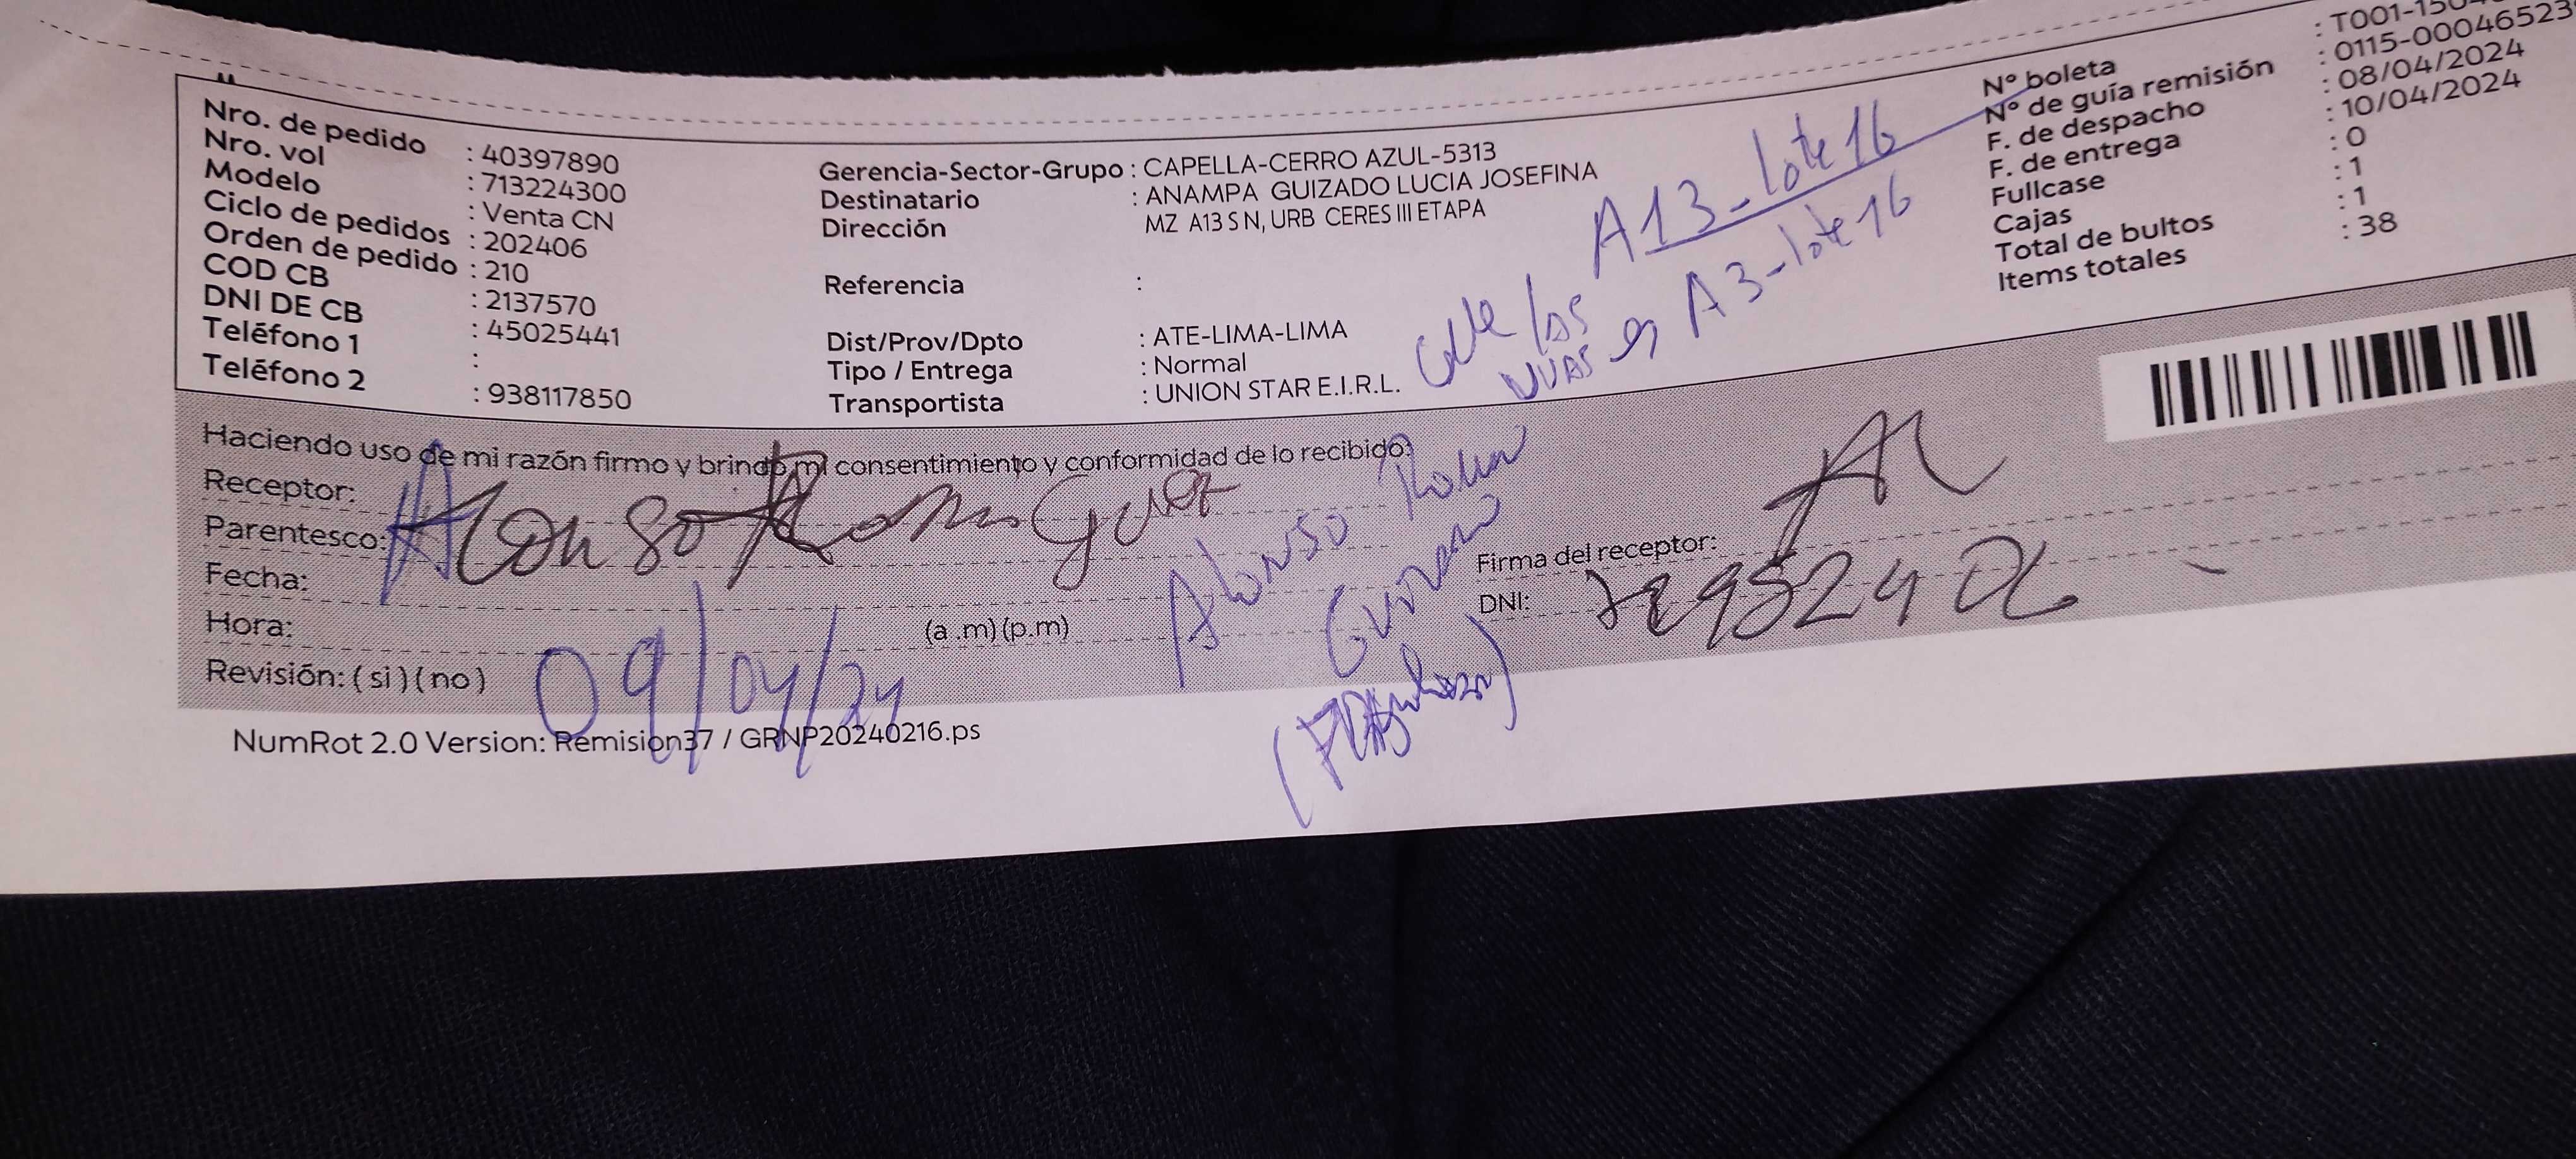 Nro. de pedido : 40397890
Nro. vol : 713224300
Modelo : Venta CN
Ciclo de pedidos : 202406
Orden de pedido : 210
COD CB : 2137570
DNI DE CB : 45025441
Teléfono 1 :
Teléfono 2 : 938117850
Gerencia-Sector-Grupo : CAPELLA-CERRO AZUL-5313
Destinatario : ANAMPA GUIZADO LUCIA JOSEFINA
Dirección : MZ A13 S N, URB CERES III ETAPA
Referencia :
Dist/Prov/Dpto : ATE-LIMA-LIMA
Tipo / Entrega : Normal
Transportista : UNION STAR E.I.R.L.
A13-lote 16
calle los
uvas es A3-lote 16
N° boleta
N° de guía remisión
F. de despacho : 08/04/2024
F. de entrega : 10/04/2024
Fullcase : 0
Cajas : 1
Total de bultos : 1
Items totales : 38
Haciendo uso de mi razón firmo y brindo mi consentimiento y conformidad de lo recibido:
Receptor:
Parentesco:
Fecha:
Hora: (a .m) (p.m)
Revisión: ( si ) ( no )
09/04/24
Alonso
Firma del receptor:
DNI:
NumRot 2.0 Version: Remision37 / GRNP20240216.ps